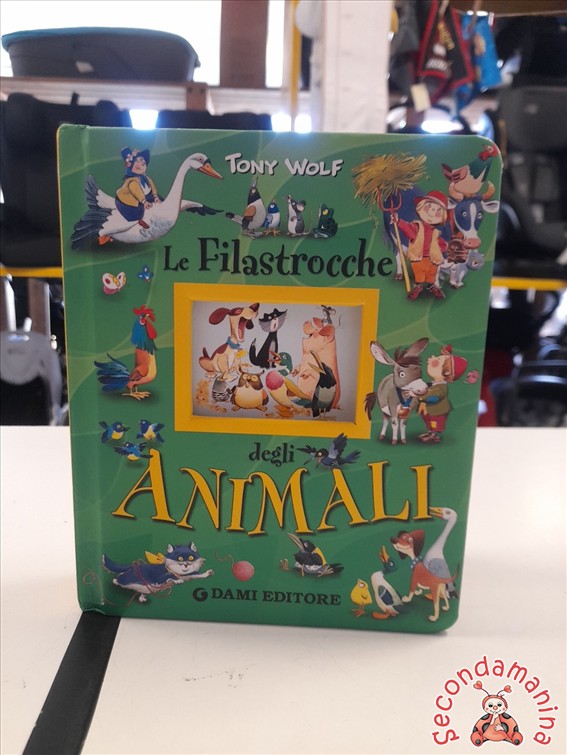 TONY WOLF
Le Filastrocche
degli
ANIMALI
G DAMI EDITORE
Secondamanina